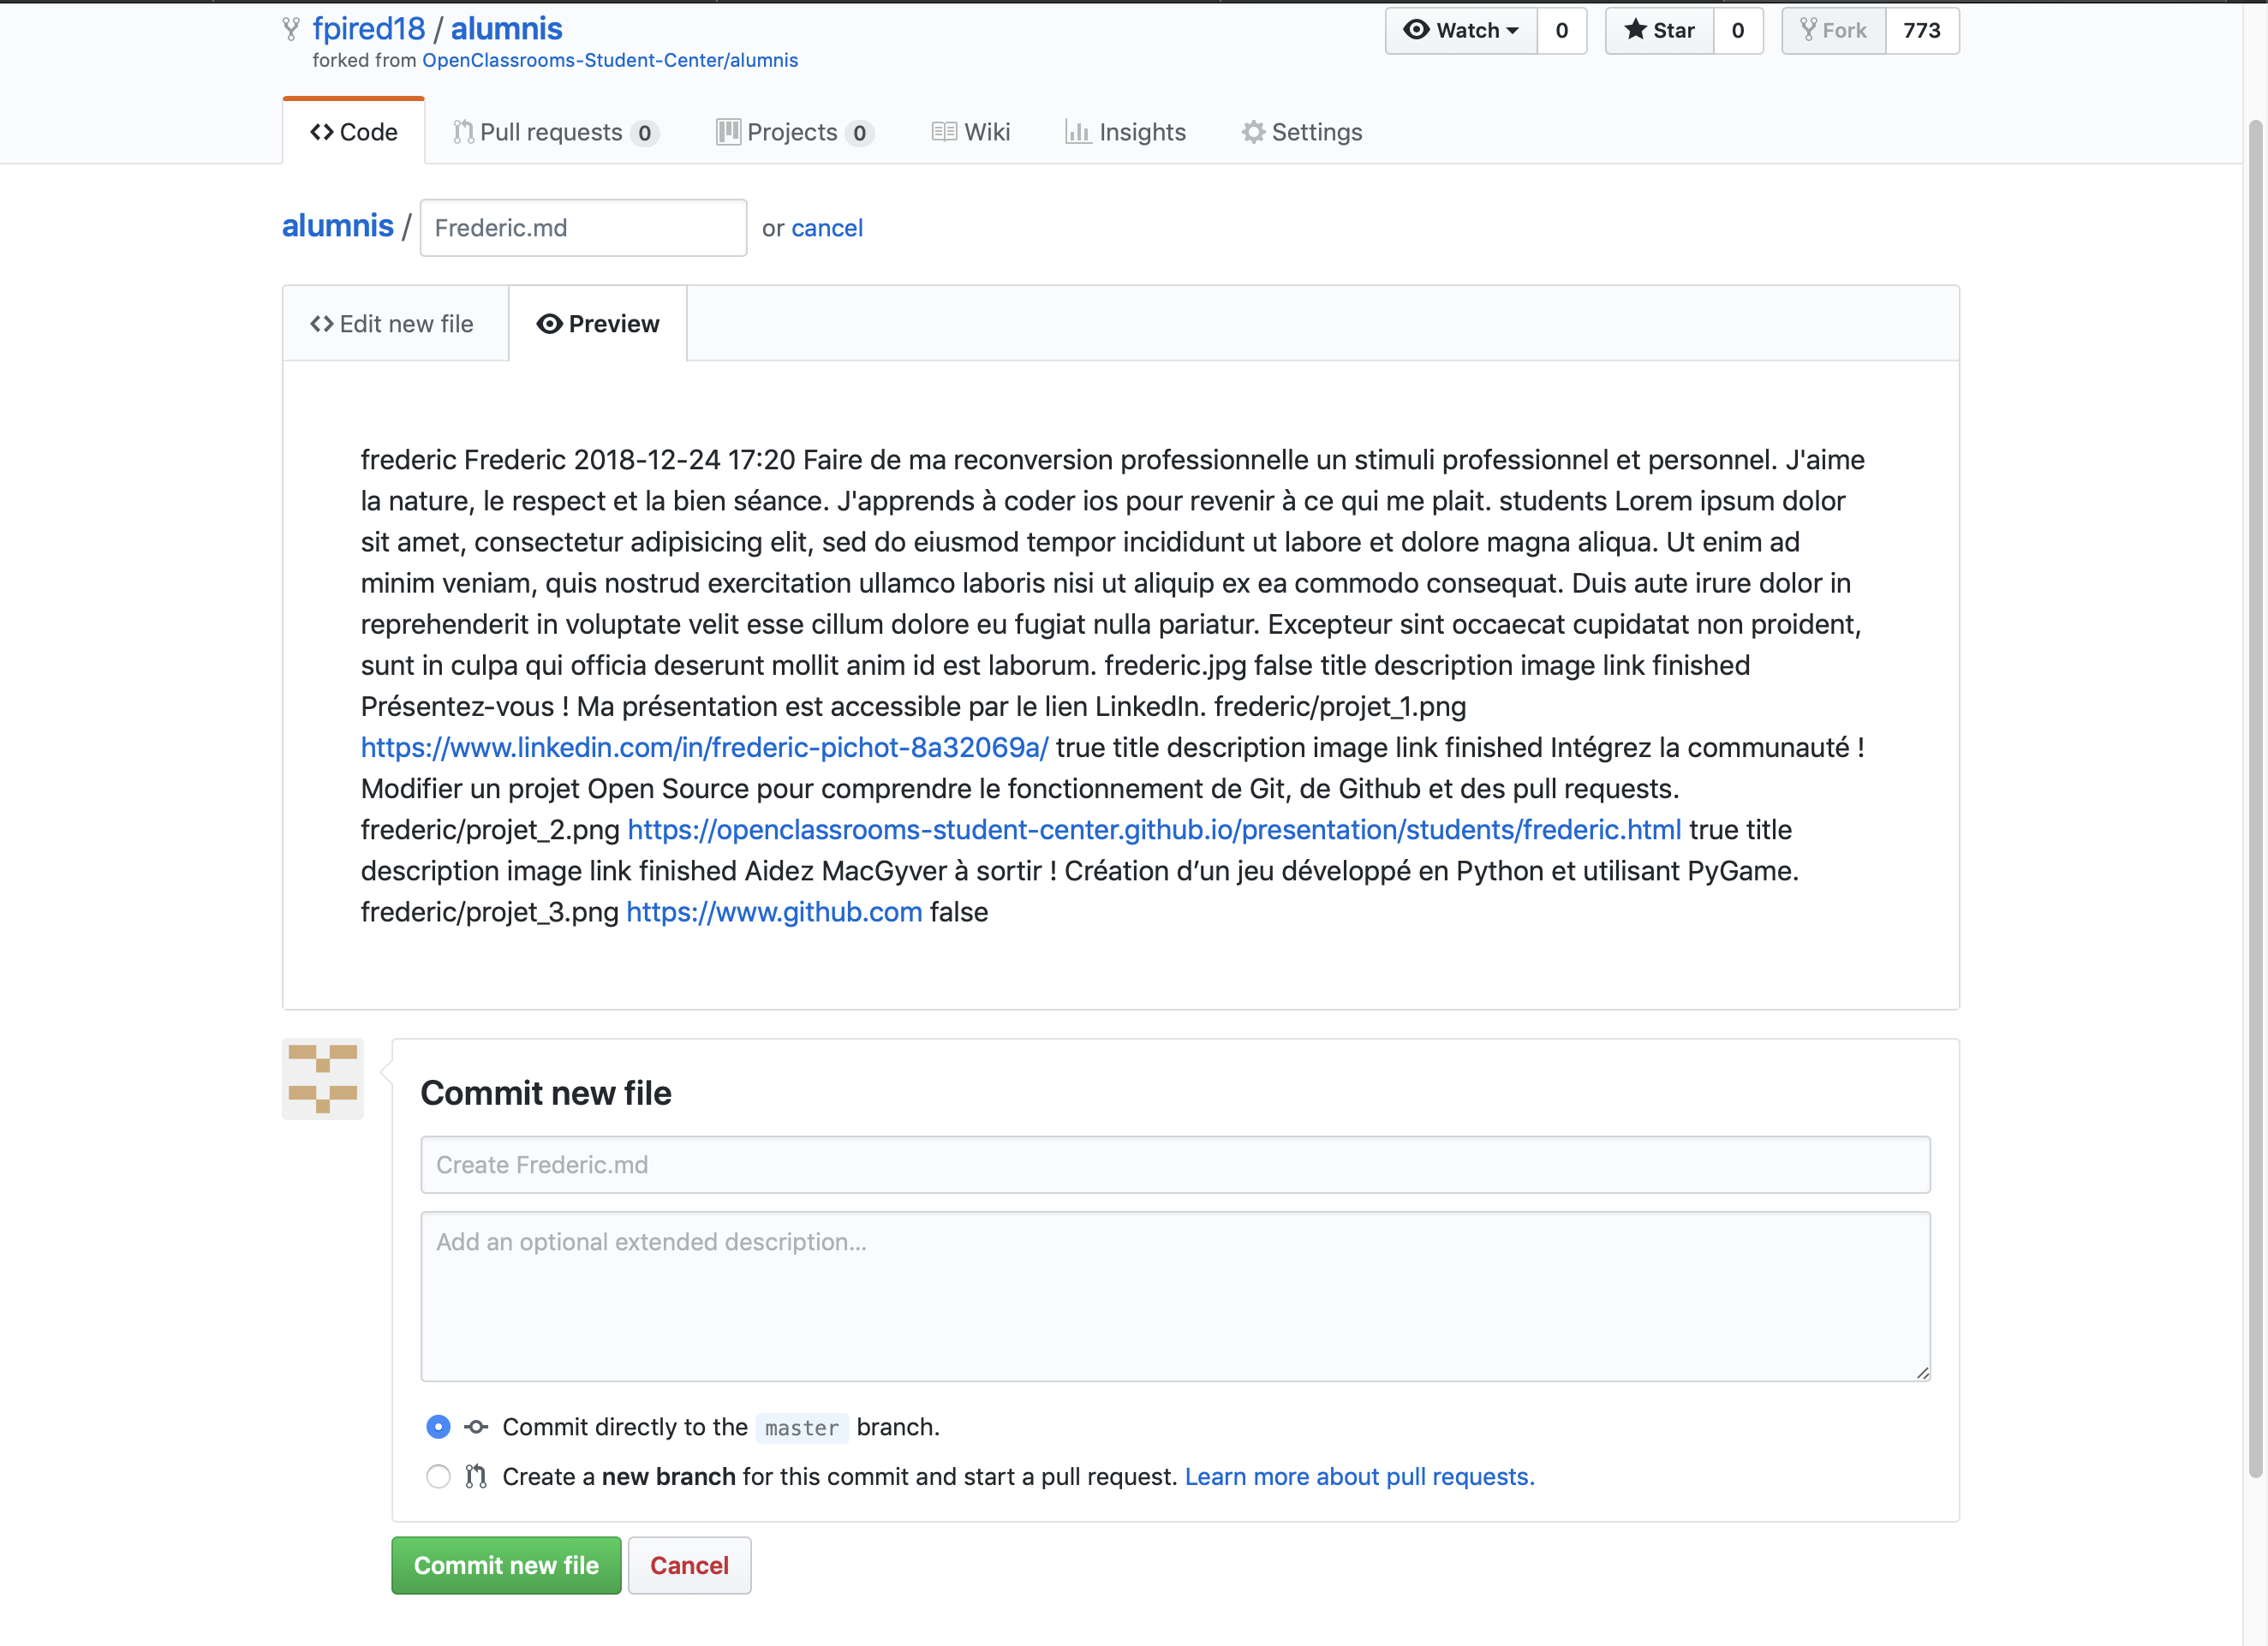 fpired18 / alumnis
forked from OpenClassrooms-Student-Center/alumnis
Watch 0 Star 0 Fork 773
Code Pull requests 0 Projects 0 Wiki Insights Settings
alumnis / Frederic.md or cancel
Edit new file Preview
frederic Frederic 2018-12-24 17:20 Faire de ma reconversion professionnelle un stimuli professionnel et personnel. J'aime
la nature, le respect et la bien séance. J'apprends à coder ios pour revenir à ce qui me plait. students Lorem ipsum dolor
sit amet, consectetur adipisicing elit, sed do eiusmod tempor incididunt ut labore et dolore magna aliqua. Ut enim ad
minim veniam, quis nostrud exercitation ullamco laboris nisi ut aliquip ex ea commodo consequat. Duis aute irure dolor in
reprehenderit in voluptate velit esse cillum dolore eu fugiat nulla pariatur. Excepteur sint occaecat cupidatat non proident,
sunt in culpa qui officia deserunt mollit anim id est laborum. frederic.jpg false title description image link finished
Présentez-vous ! Ma présentation est accessible par le lien LinkedIn. frederic/projet_1.png
https://www.linkedin.com/in/frederic-pichot-8a32069a/ true title description image link finished Intégrez la communauté !
Modifier un projet Open Source pour comprendre le fonctionnement de Git, de Github et des pull requests.
frederic/projet_2.png https://openclassrooms-student-center.github.io/presentation/students/frederic.html true title
description image link finished Aidez MacGyver à sortir ! Création d’un jeu développé en Python et utilisant PyGame.
frederic/projet_3.png https://www.github.com false
Commit new file
Create Frederic.md
Add an optional extended description...
Commit directly to the master branch.
Create a new branch for this commit and start a pull request. Learn more about pull requests.
Commit new file Cancel